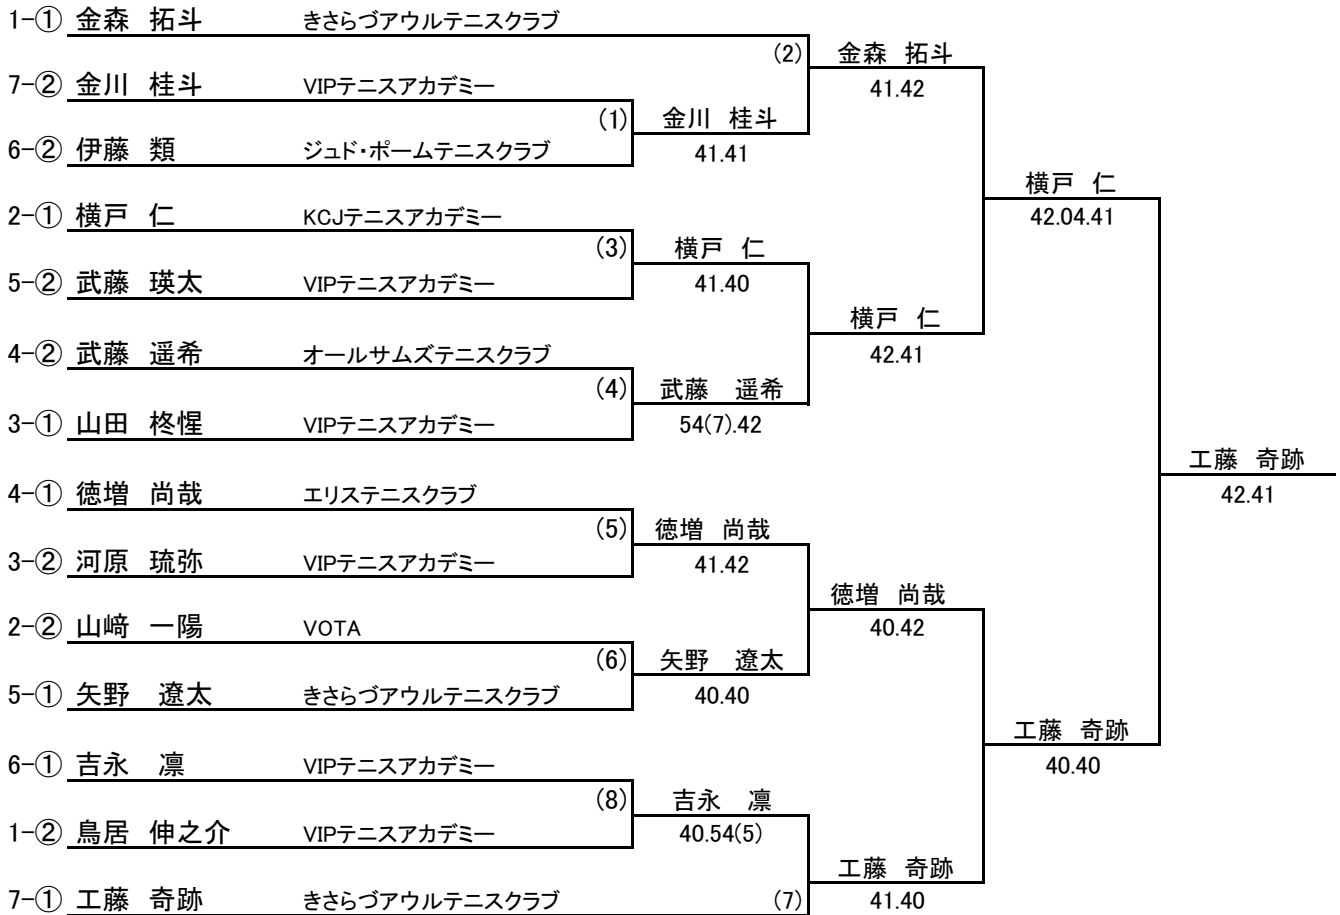 1-① 金森 拓斗 きさらづアウルテニスクラブ
(2) 金森 拓斗
7-② 金川 桂斗 VIPテニスアカデミー
41.42
(1) 金川 桂斗
6-② 伊藤 類 ジュド・ポームテニスクラブ
41.41
横戸 仁
2-① 横戸 仁 KCJテニスアカデミー
42.04.41
(3) 横戸 仁
5-② 武藤 瑛太 VIPテニスアカデミー
41.40
横戸 仁
4-② 武藤 遥希 オールサムズテニスクラブ
42.41
(4) 武藤 遥希
3-① 山田 柊惺 VIPテニスアカデミー
54(7).42
工藤 奇跡
4-① 徳増 尚哉 エリステニスクラブ
42.41
(5) 徳増 尚哉
3-② 河原 琉弥 VIPテニスアカデミー
41.42
徳増 尚哉
2-② 山﨑 一陽 VOTA
40.42
(6) 矢野 遼太
5-① 矢野 遼太 きさらづアウルテニスクラブ
40.40
工藤 奇跡
6-① 吉永 凛 VIPテニスアカデミー
40.40
(8) 吉永 凛
1-② 鳥居 伸之介 VIPテニスアカデミー
40.54(5)
工藤 奇跡
7-① 工藤 奇跡 きさらづアウルテニスクラブ
(7) 41.40